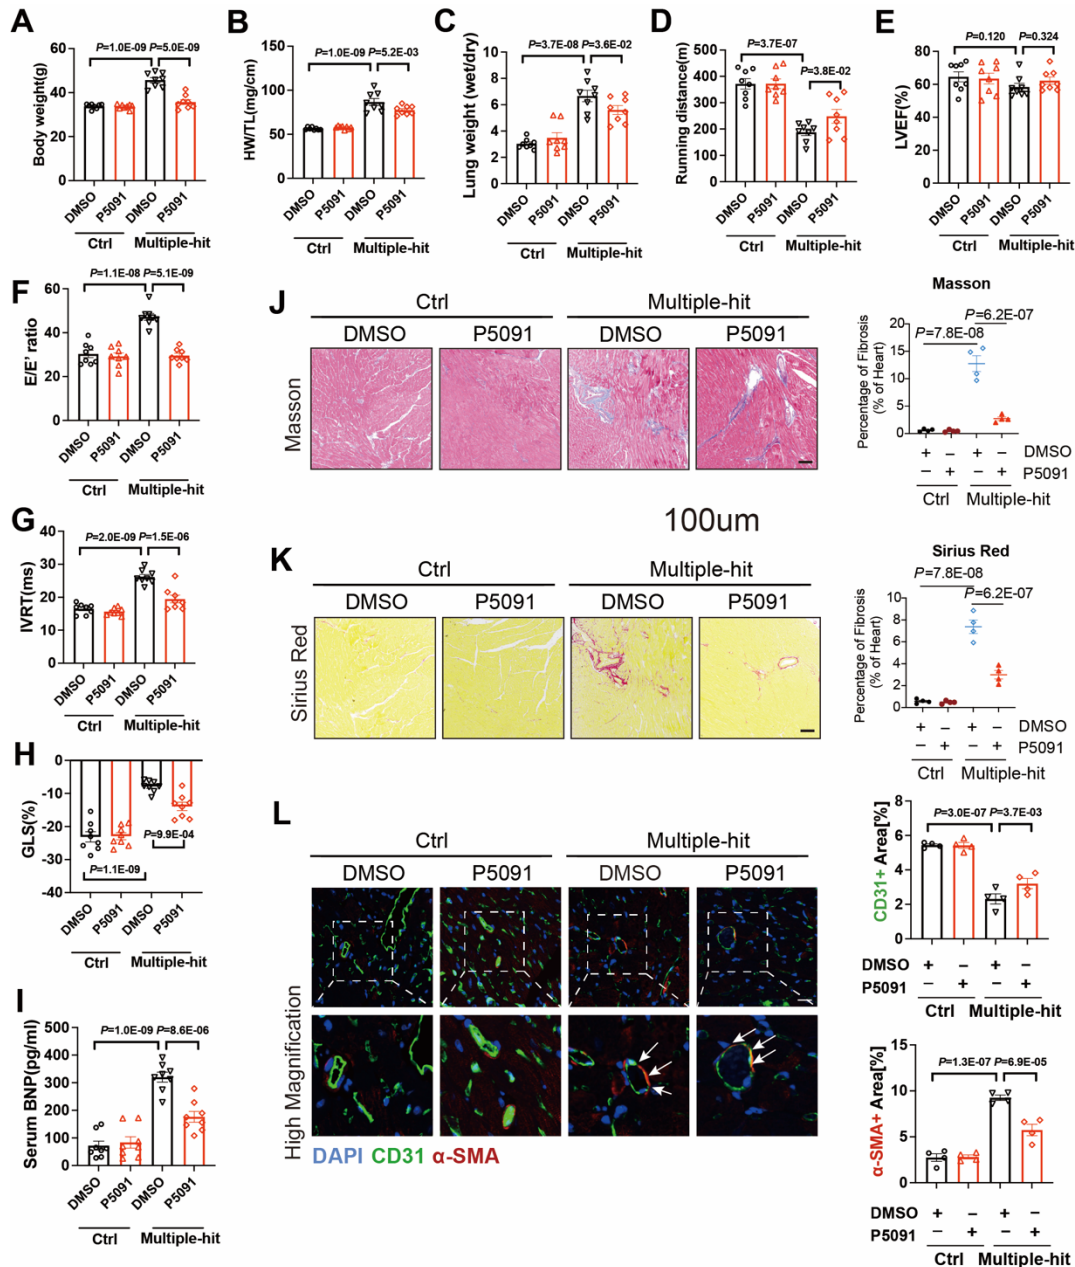 A
P=1.0E-09 P=5.0E-09
Body weight(g)
60
40
20
0
DMSO
P5091
DMSO
P5091
Ctrl
Multiple-hit
B
P=1.0E-09 P=5.2E-03
HW/TL(mg/cm)
150
100
50
0
DMSO
P5091
DMSO
P5091
Ctrl
Multiple-hit
C
P=3.7E-08 P=3.6E-02
Lung weight (wet/dry)
10
8
6
4
2
0
DMSO
P5091
DMSO
P5091
Ctrl
Multiple-hit
D
P=3.7E-07
P=3.8E-02
Running distance(m)
500
400
300
200
100
0
DMSO
P5091
DMSO
P5091
Ctrl
Multiple-hit
E
P=0.120 P=0.324
LVEF(%)
100
80
60
40
20
0
DMSO
P5091
DMSO
P5091
Ctrl
Multiple-hit
F
P=1.1E-08 P=5.1E-09
E/E' ratio
60
40
20
0
DMSO
P5091
DMSO
P5091
Ctrl
Multiple-hit
J
Ctrl
Multiple-hit
DMSO
P5091
DMSO
P5091
Masson
100um
Masson
P=6.2E-07
P=7.8E-08
Percentage of Fibrosis
(% of Heart)
20
15
10
5
0
+ − + − DMSO
− + − + P5091
Ctrl
Multiple-hit
G
P=2.0E-09 P=1.5E-06
IVRT(ms)
40
30
20
10
0
DMSO
P5091
DMSO
P5091
Ctrl
Multiple-hit
K
Ctrl
Multiple-hit
DMSO
P5091
DMSO
P5091
Sirius Red
Sirius Red
P=7.8E-08
P=6.2E-07
Percentage of Fibrosis
(% of Heart)
10
8
6
4
2
0
+ − + − DMSO
− + − + P5091
Ctrl
Multiple-hit
H
GLS(%)
0
-10
-20
-30
-40
P=9.9E-04
P=1.1E-09
DMSO
P5091
DMSO
P5091
Ctrl
Multiple-hit
I
P=1.0E-09 P=8.6E-06
Serum BNP(pg/ml)
500
400
300
200
100
0
DMSO
P5091
DMSO
P5091
Ctrl
Multiple-hit
L
Ctrl
Multiple-hit
DMSO
P5091
DMSO
P5091
High Magnification
DAPI CD31 α-SMA
P=3.0E-07 P=3.7E-03
CD31+ Area[%]
8
6
4
2
0
DMSO + − + −
P5091 − + − +
Ctrl
Multiple-hit
P=1.3E-07 P=6.9E-05
α-SMA+ Area[%]
15
10
5
0
DMSO + − + −
P5091 − + − +
Ctrl
Multiple-hit